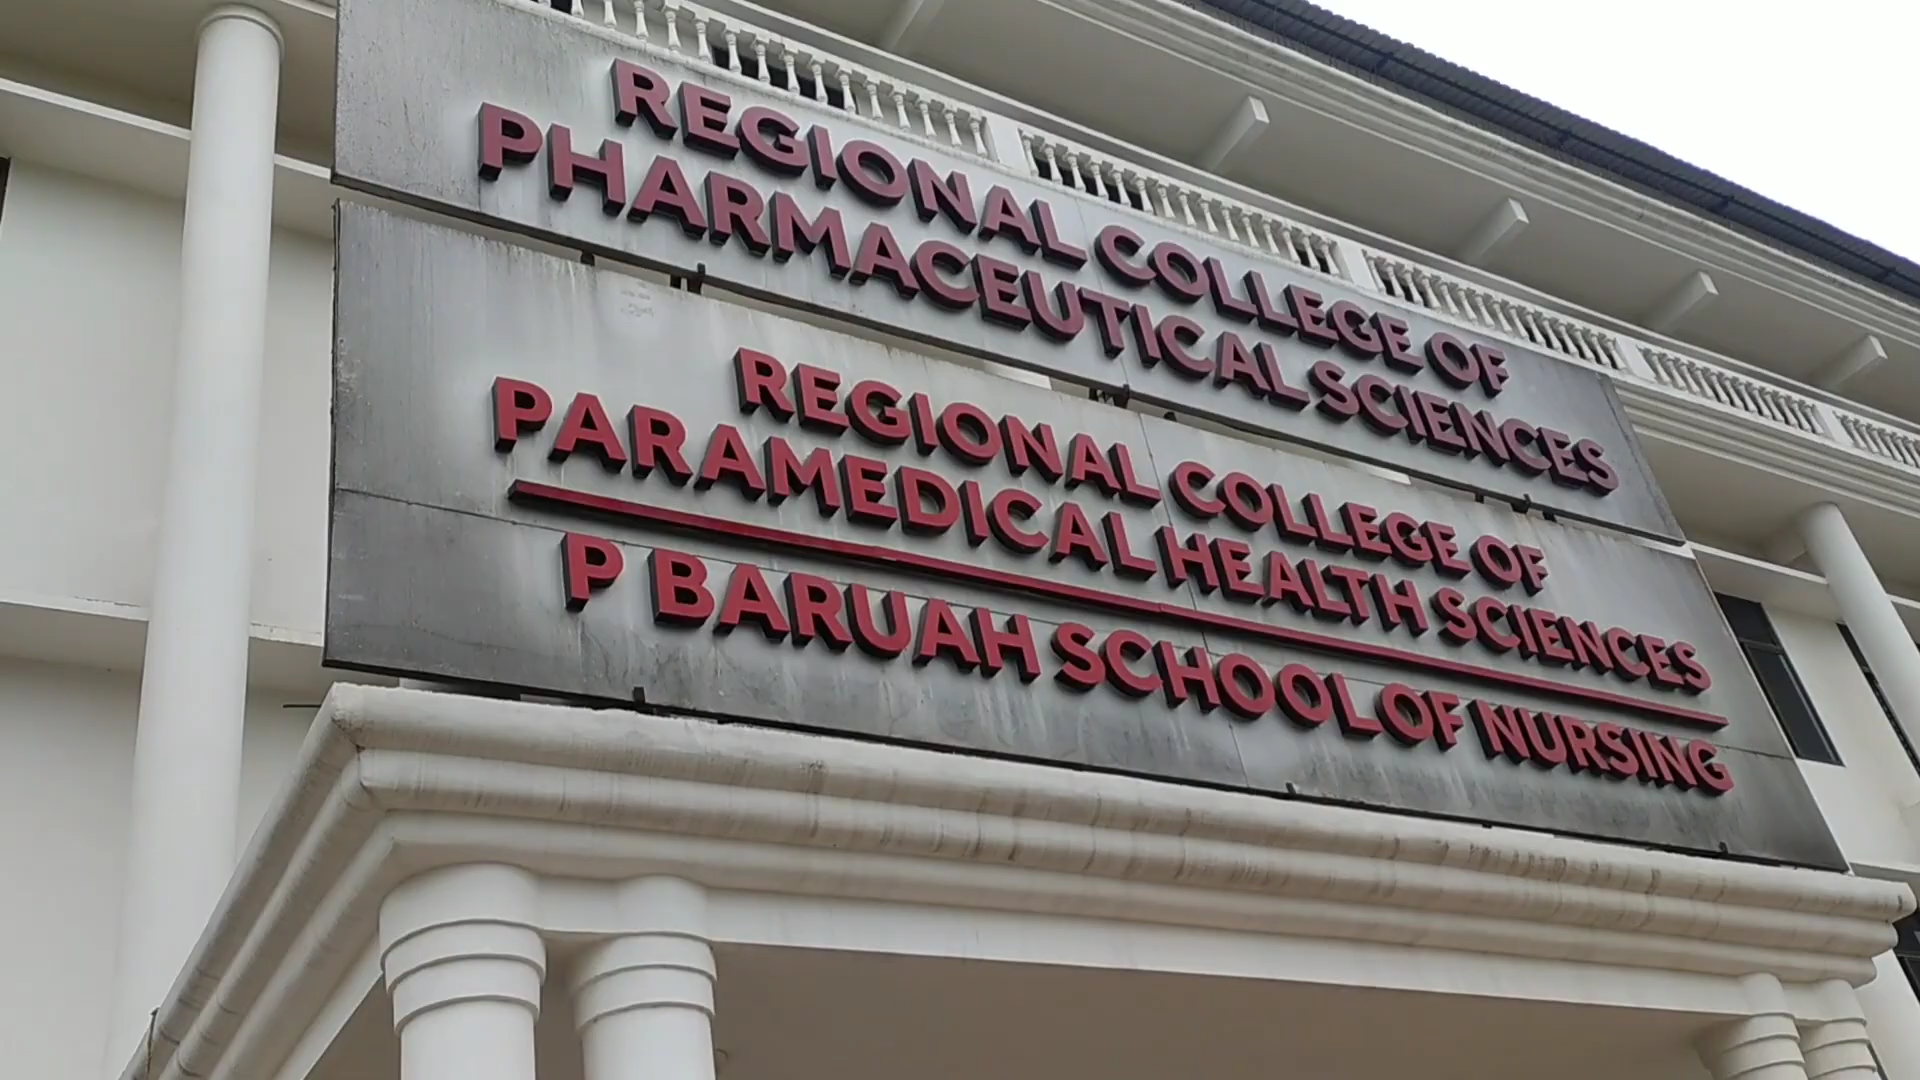 REGIONAL COLLEGE OF
PHARMACEUTICAL SCIENCES
REGIONAL COLLEGE OF
PARAMEDICAL HEALTH SCIENCES
P BARUAH SCHOOL OF NURSING